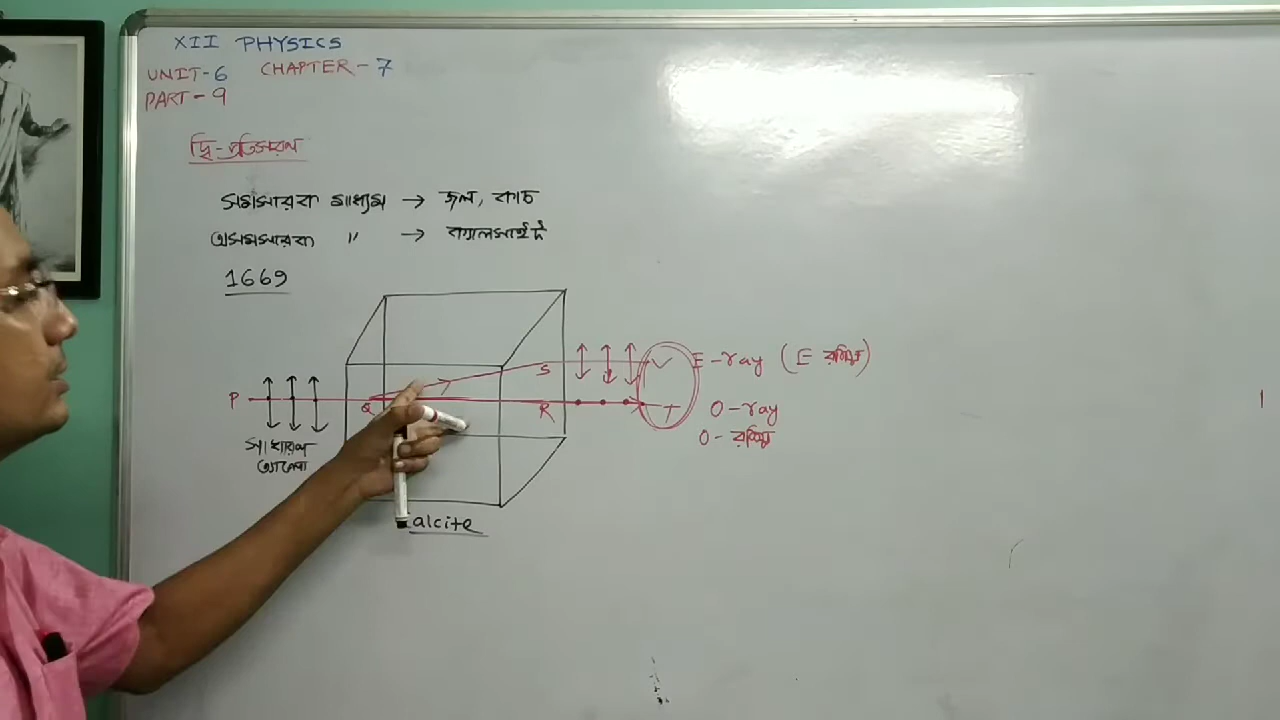 XII PHYSICS
UNIT-6 CHAPTER-7
PART-9
দ্বি-প্রতিসরণ
সমসারক মাধ্যম → জল, কাচ
অসমসারক " → ক্যালসাইট
1669
S
E-ray (E রশ্মি)
P
Q
R
O-ray
O-রশ্মি
সাধারণ
আলো
alcite